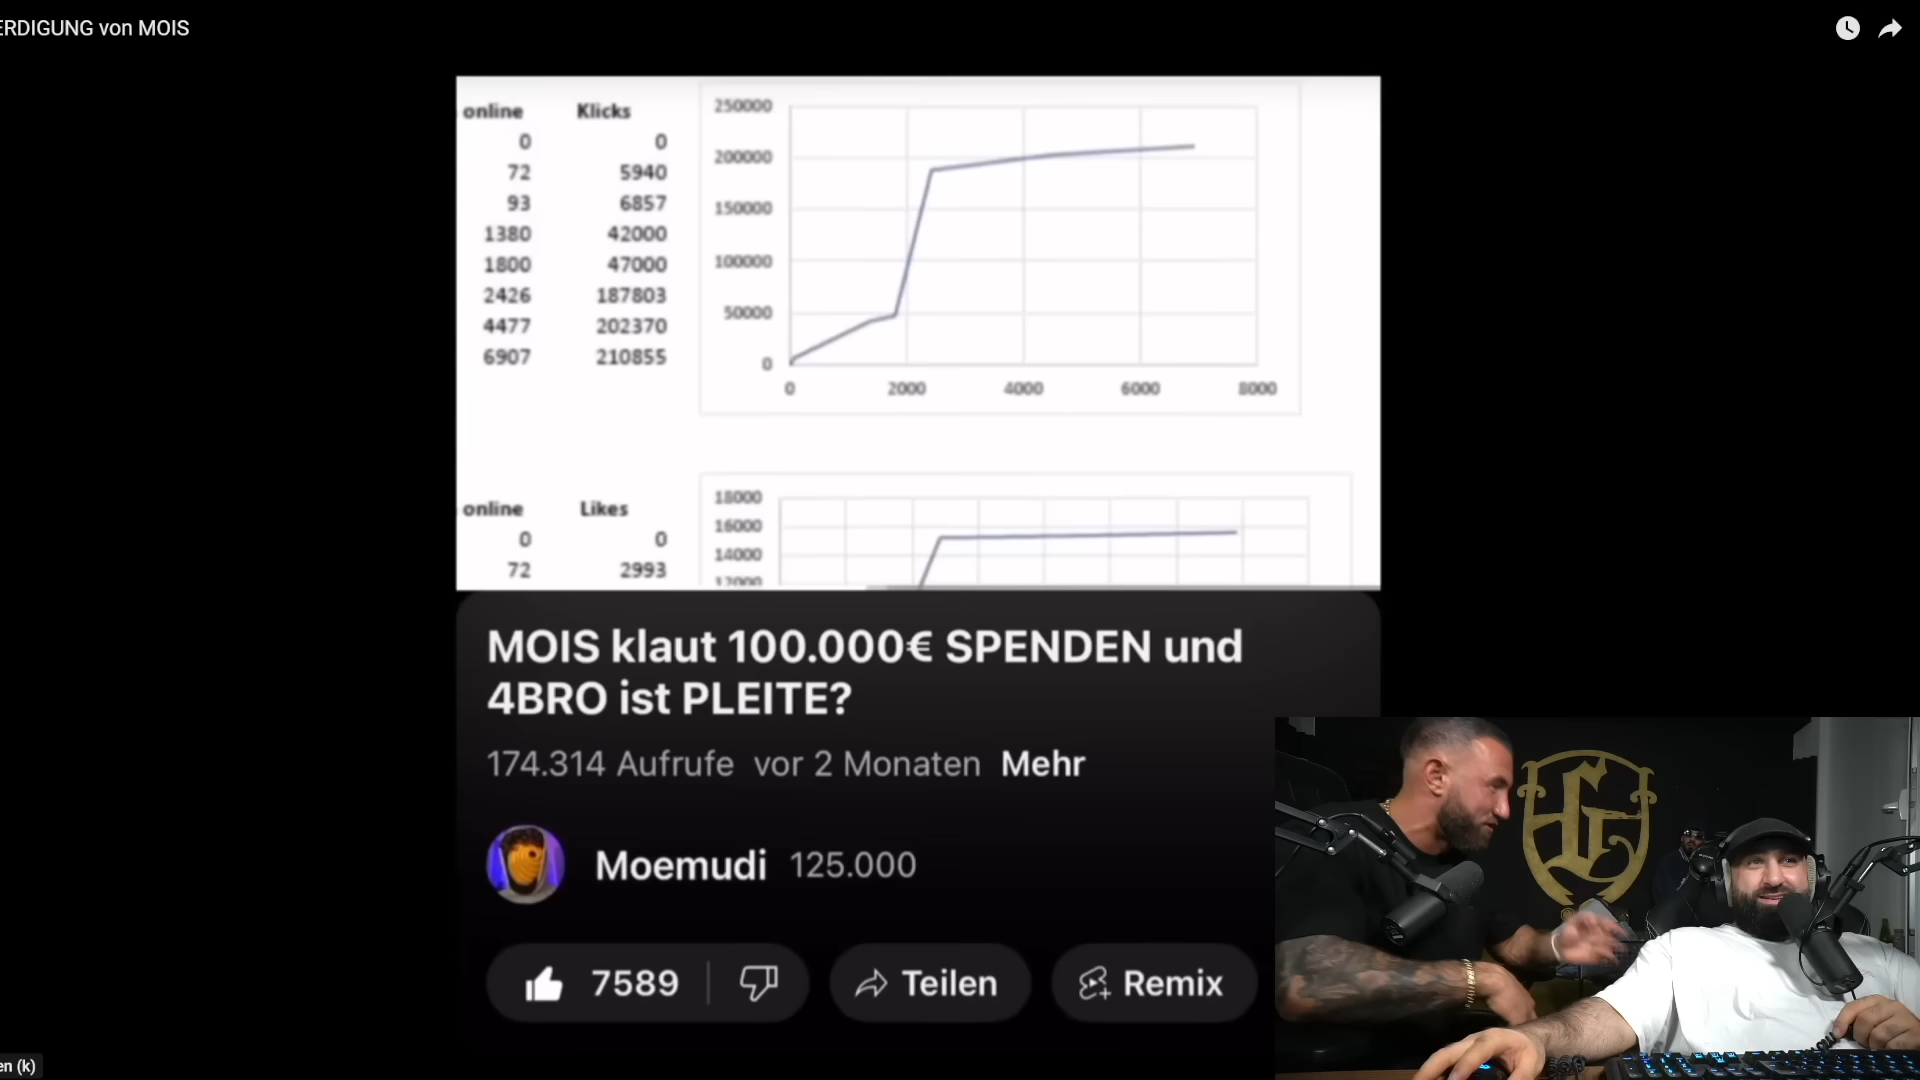 ERDIGUNG von MOIS
online Klicks
0 0
72 5940
93 6857
1380 42000
1800 47000
2426 187803
4477 202370
6907 210855
250000
200000
150000
100000
50000
0
0 2000 4000 6000 8000
online Likes
0 0
72 2993
18000
16000
14000
12000
MOIS klaut 100.000€ SPENDEN und
4BRO ist PLEITE?
174.314 Aufrufe vor 2 Monaten Mehr
Moemudi 125.000
7589 Teilen Remix
en (k)